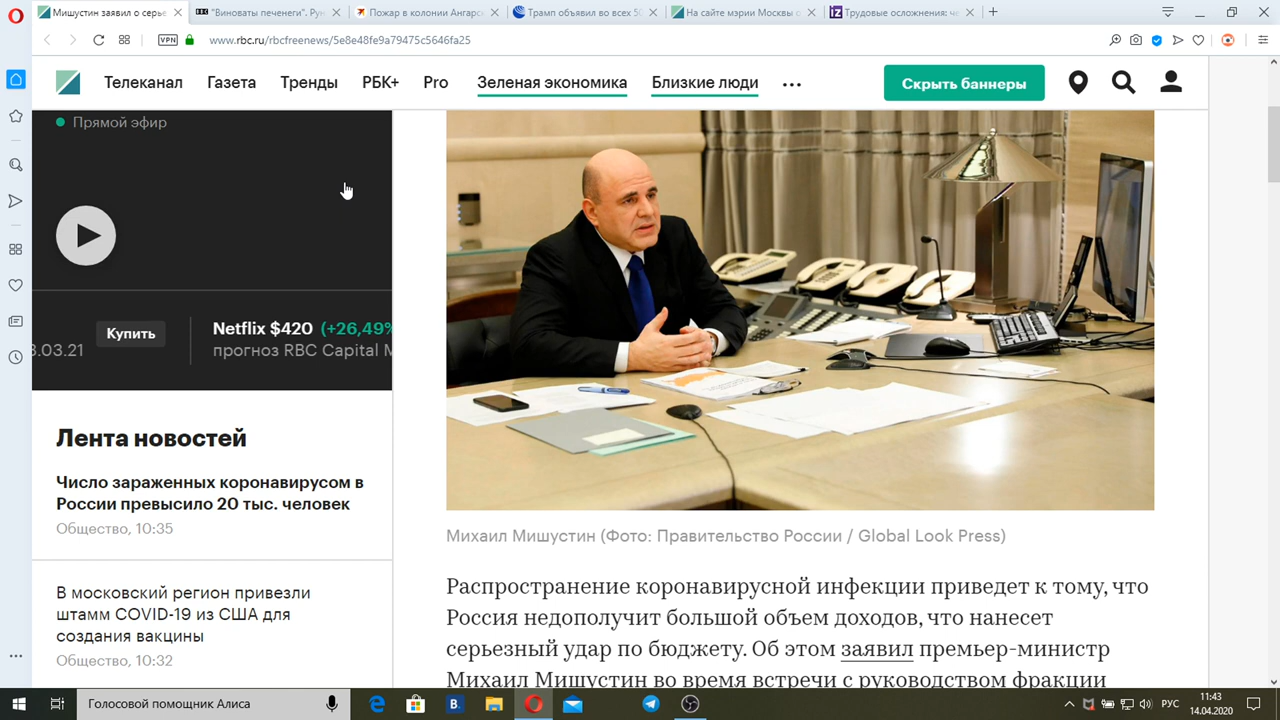 Мишустин заявил о серье
"Виноваты печенеги". Рун
Пожар в колонии Ангарск
Трамп объявил во всех 50
На сайте мэрии Москвы о
Трудовые осложнения: че
VPN
www.rbc.ru/rbcfreenews/5e8e48fe9a79475c5646fa25
Телеканал Газета Тренды РБК+ Pro Зеленая экономика Близкие люди ... Скрыть баннеры
Прямой эфир
Купить
.03.21
Netflix $420 (+26,49%
прогноз RBC Capital M
Лента новостей
Число зараженных коронавирусом в
России превысило 20 тыс. человек
Общество, 10:35
В московский регион привезли
штамм COVID-19 из США для
создания вакцины
Общество, 10:32
Михаил Мишустин (Фото: Правительство России / Global Look Press)
Распространение коронавирусной инфекции приведет к тому, что
Россия недополучит большой объем доходов, что нанесет
серьезный удар по бюджету. Об этом заявил премьер-министр
Михаил Мишустин во время встречи с руководством фракции
Голосовой помощник Алиса
B.
РУС
11:43
14.04.2020